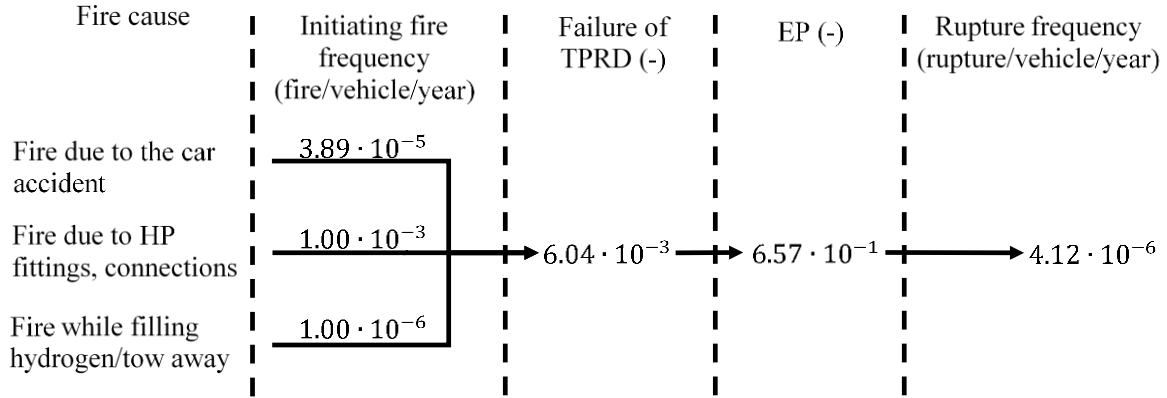 Fire cause
Initiating fire
frequency
(fire/vehicle/year)
Failure of
TPRD (-)
EP (-)
Rupture frequency
(rupture/vehicle/year)
Fire due to the car
accident
3.89 · 10⁻⁵
Fire due to HP
fittings, connections
1.00 · 10⁻³
6.04 · 10⁻³
6.57 · 10⁻¹
4.12 · 10⁻⁶
Fire while filling
hydrogen/tow away
1.00 · 10⁻⁶